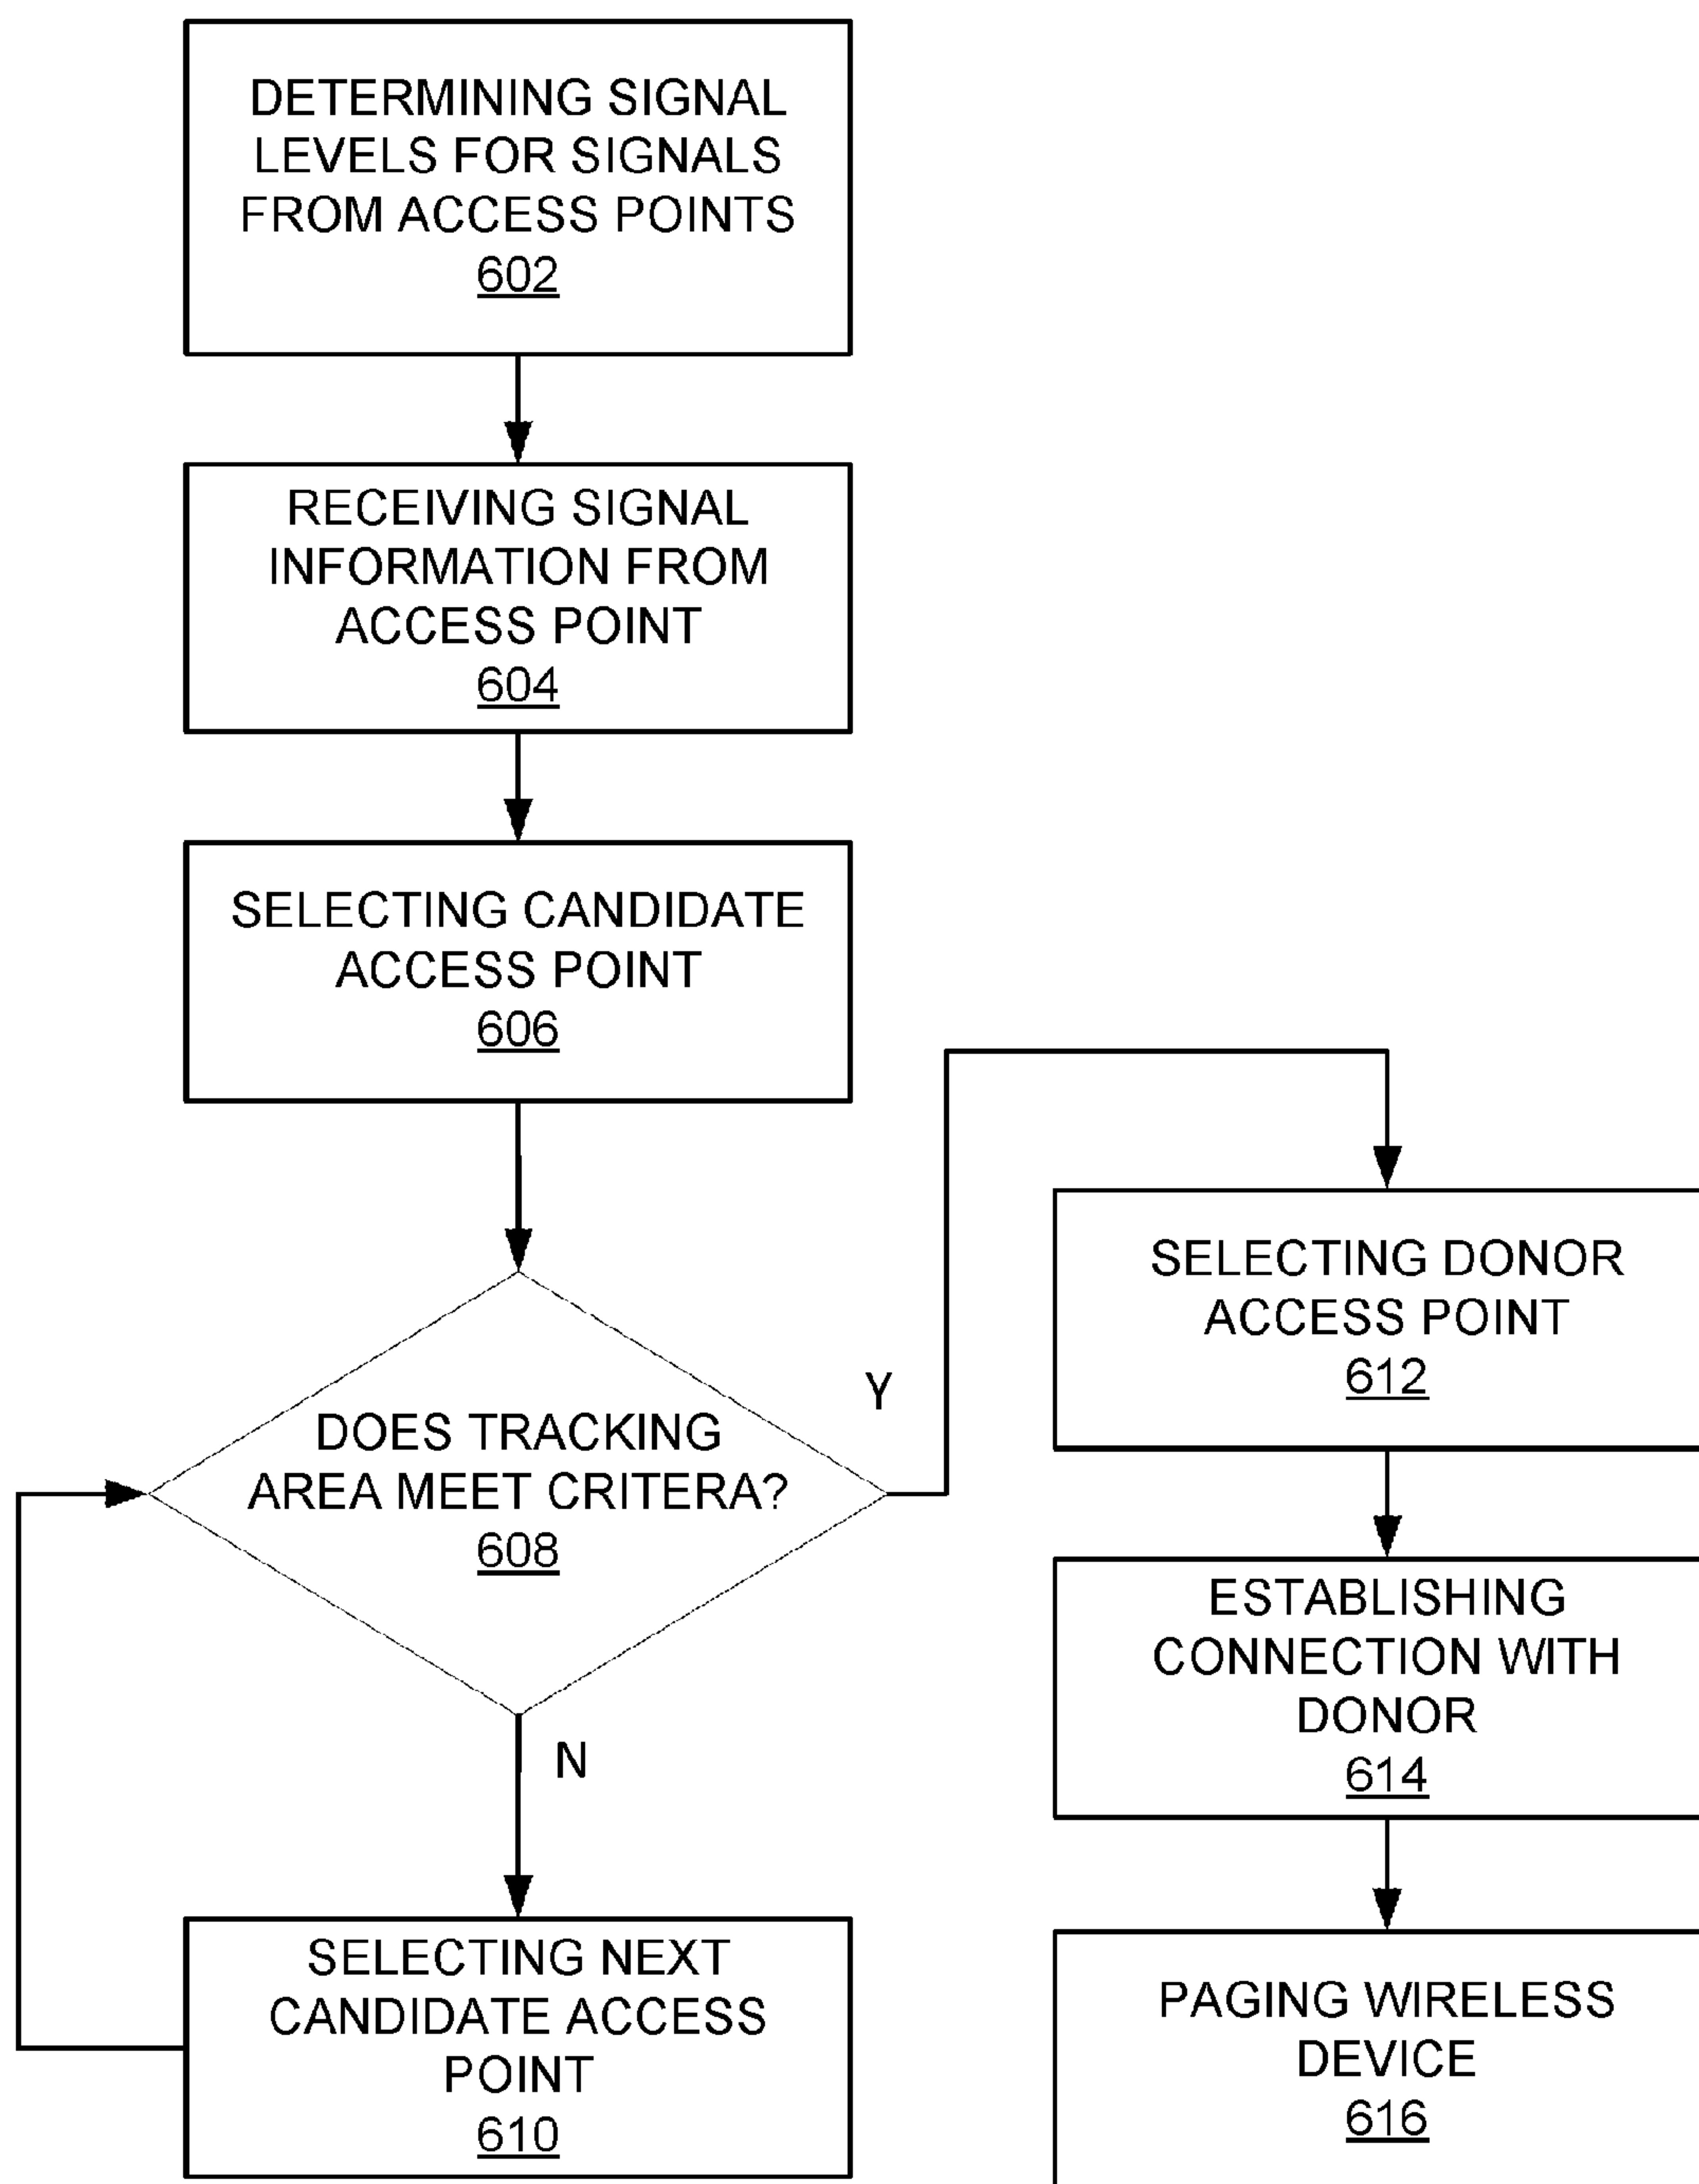 DETERMINING SIGNAL
LEVELS FOR SIGNALS
FROM ACCESS POINTS
602
RECEIVING SIGNAL
INFORMATION FROM
ACCESS POINT
604
SELECTING CANDIDATE
ACCESS POINT
606
DOES TRACKING
AREA MEET CRITERA?
608
Y
N
SELECTING NEXT
CANDIDATE ACCESS
POINT
610
SELECTING DONOR
ACCESS POINT
612
ESTABLISHING
CONNECTION WITH
DONOR
614
PAGING WIRELESS
DEVICE
616